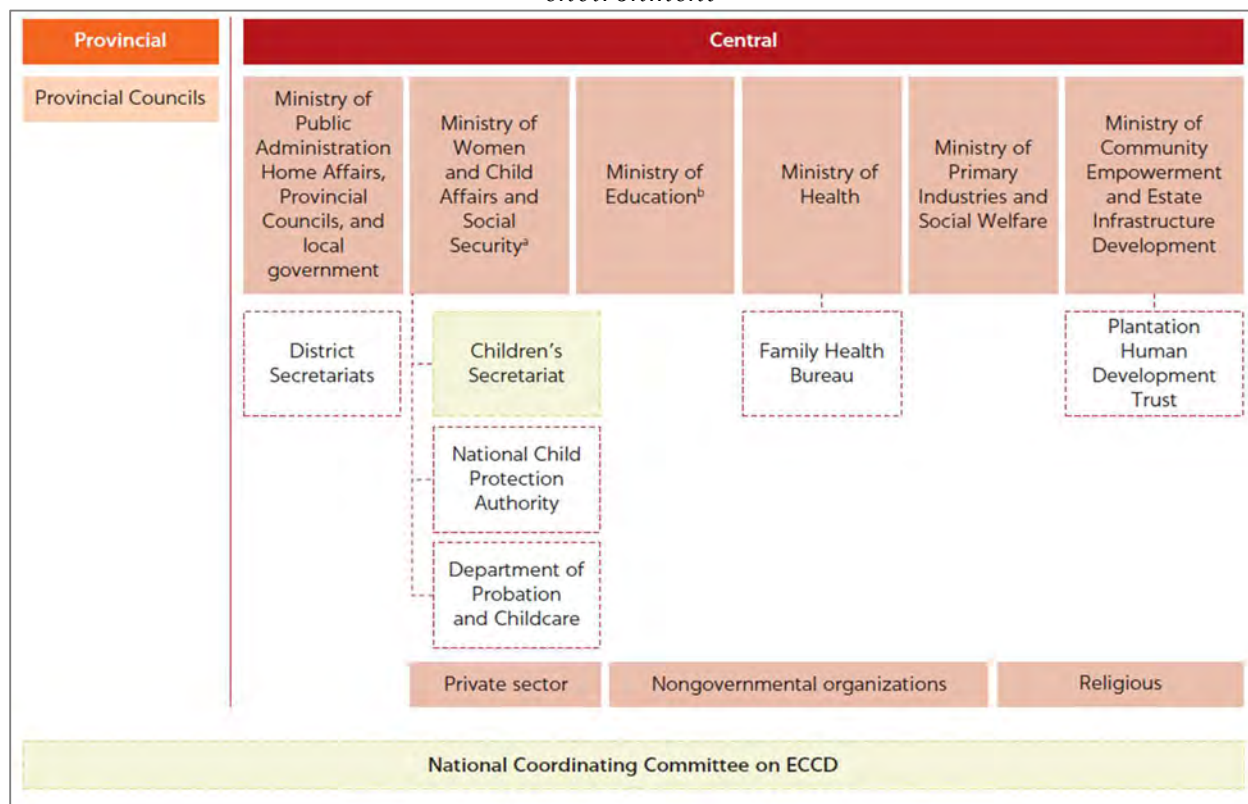 environment
Provincial
Central
Provincial Councils
Ministry of
Public
Administration
Home Affairs,
Provincial
Councils, and
local
government
Ministry of
Women
and Child
Affairs and
Social
Securityᵃ
Ministry of
Educationᵇ
Ministry of
Health
Ministry of
Primary
Industries and
Social Welfare
Ministry of
Community
Empowerment
and Estate
Infrastructure
Development
District
Secretariats
Children's
Secretariat
Family Health
Bureau
Plantation
Human
Development
Trust
National Child
Protection
Authority
Department of
Probation
and Childcare
Private sector
Nongovernmental organizations
Religious
National Coordinating Committee on ECCD